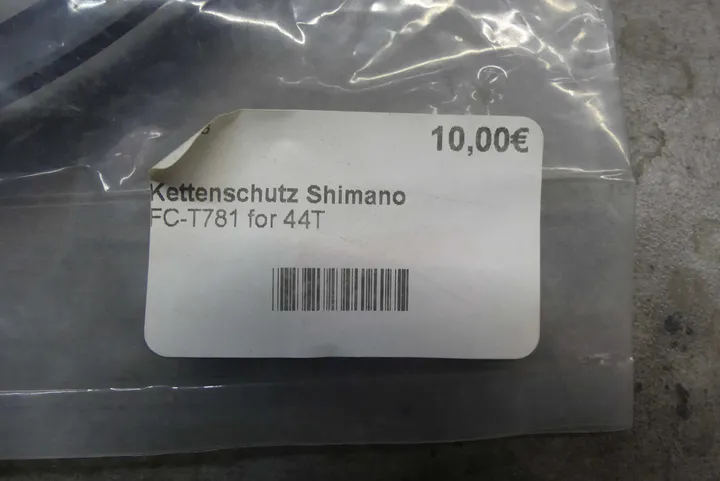 10,00€
Kettenschutz Shimano
FC-T781 for 44T